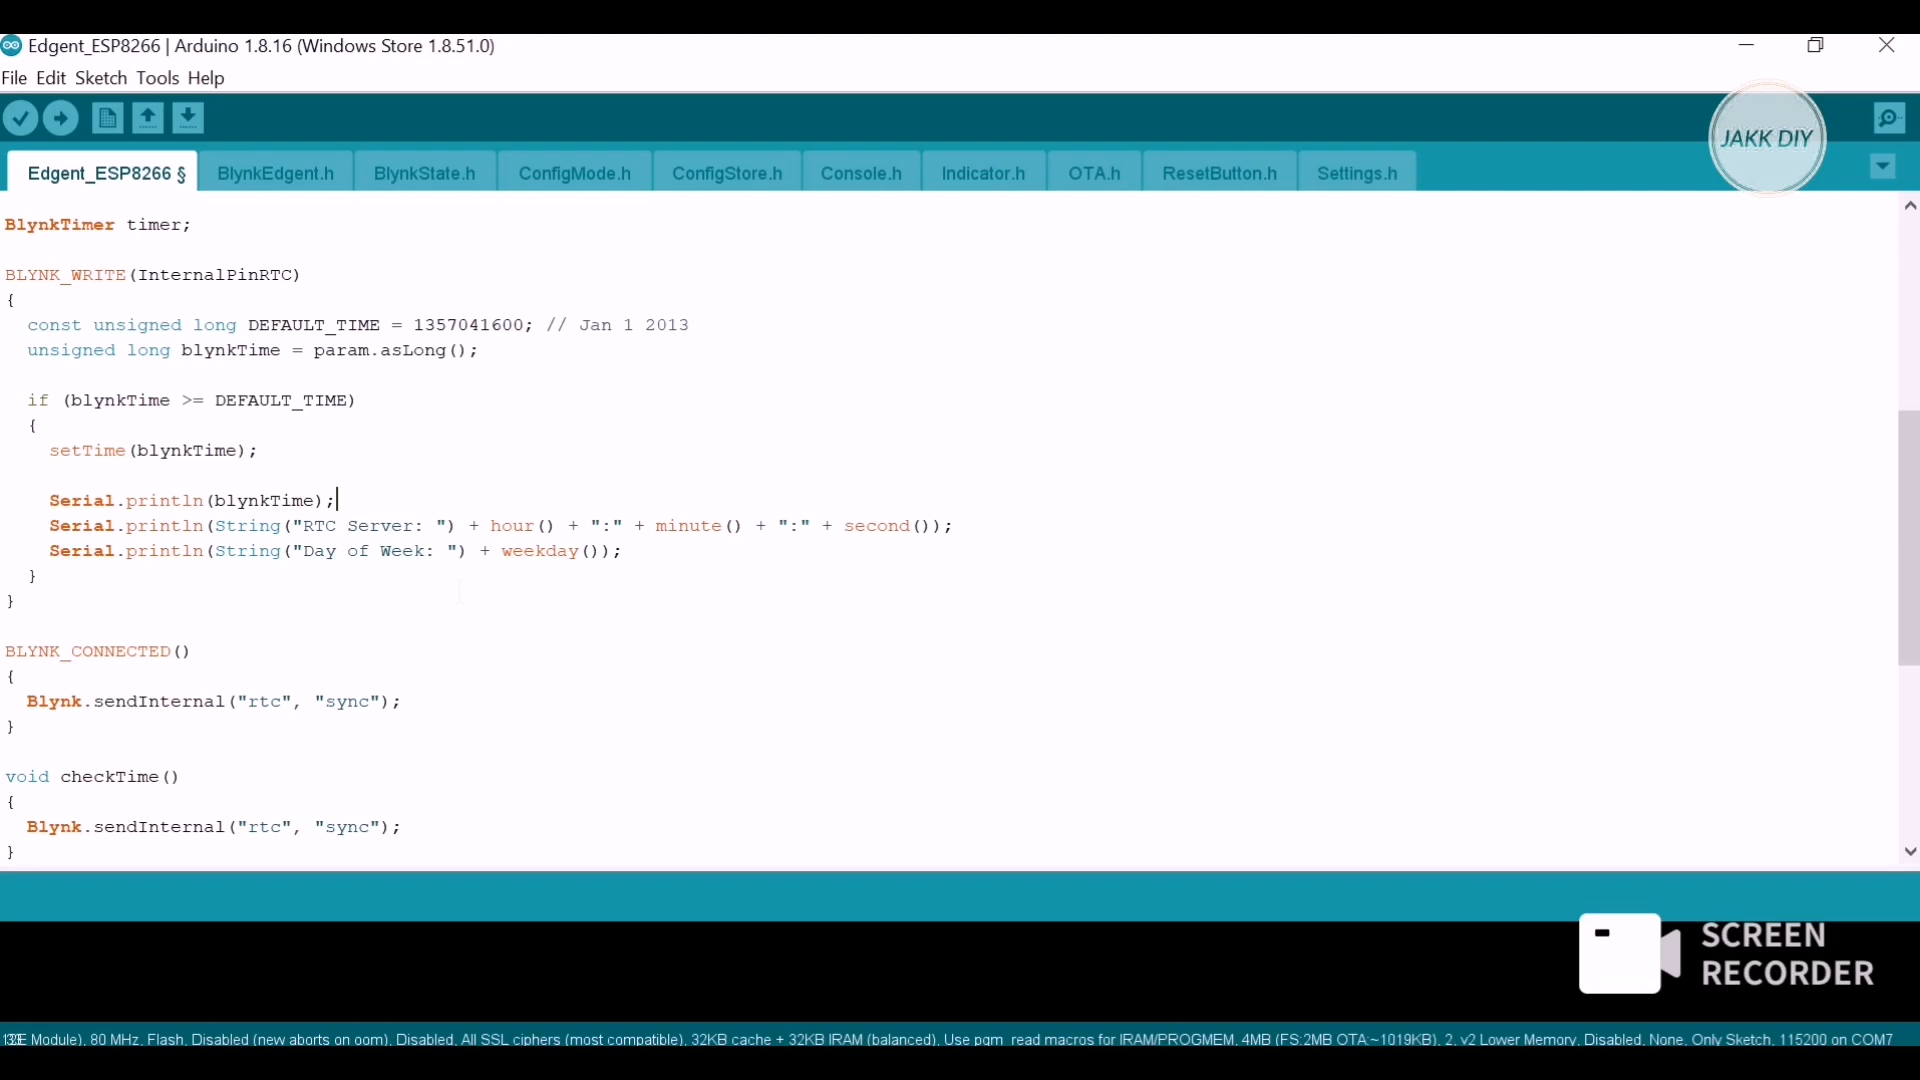 Edgent_ESP8266 | Arduino 1.8.16 (Windows Store 1.8.51.0)
File Edit Sketch Tools Help
JAKK DIY
Edgent_ESP8266 § BlynkEdgent.h BlynkState.h ConfigMode.h ConfigStore.h Console.h Indicator.h OTA.h ResetButton.h Settings.h
BlynkTimer timer;
BLYNK_WRITE(InternalPinRTC)
{
const unsigned long DEFAULT_TIME = 1357041600; // Jan 1 2013
unsigned long blynkTime = param.asLong();
if (blynkTime >= DEFAULT_TIME)
{
setTime(blynkTime);
Serial.println(blynkTime);
Serial.println(String("RTC Server: ") + hour() + ":" + minute() + ":" + second());
Serial.println(String("Day of Week: ") + weekday());
}
}
BLYNK_CONNECTED()
{
Blynk.sendInternal("rtc", "sync");
}
void checkTime()
{
Blynk.sendInternal("rtc", "sync");
}
SCREEN
RECORDER
Module), 80 MHz, Flash, Disabled (new aborts on oom), Disabled, All SSL ciphers (most compatible), 32KB cache + 32KB IRAM (balanced), Use pgm_read macros for IRAM/PROGMEM, 4MB (FS:2MB OTA:~1019KB), 2, v2 Lower Memory, Disabled, None, Only Sketch, 115200 on COM7